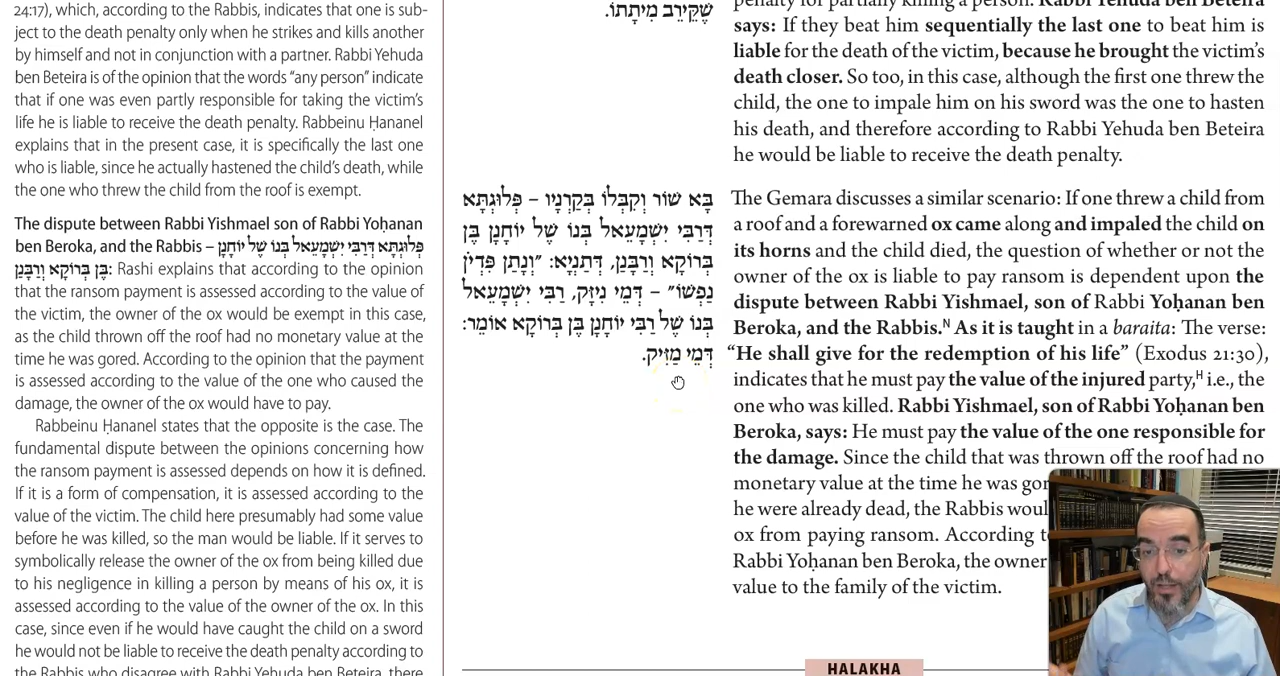 24:17), which, according to the Rabbis, indicates that one is sub-
ject to the death penalty only when he strikes and kills another
by himself and not in conjunction with a partner. Rabbi Yehuda
ben Beteira is of the opinion that the words "any person" indicate
that if one was even partly responsible for taking the victim's
life he is liable to receive the death penalty. Rabbeinu Ḥananel
explains that in the present case, it is specifically the last one
who is liable, since he actually hastened the child's death, while
the one who threw the child from the roof is exempt.
The dispute between Rabbi Yishmael son of Rabbi Yoḥanan
ben Beroka, and the Rabbis – פְּלוּגְתָּא דְּרַבִּי יִשְׁמָעֵאל בְּנוֹ שֶׁל יוֹחָנָן
בֶּן בְּרוֹקָא וְרַבָּנַן: Rashi explains that according to the opinion
that the ransom payment is assessed according to the value of
the victim, the owner of the ox would be exempt in this case,
as the child thrown off the roof had no monetary value at the
time he was gored. According to the opinion that the payment
is assessed according to the value of the one who caused the
damage, the owner of the ox would have to pay.
Rabbeinu Ḥananel states that the opposite is the case. The
fundamental dispute between the opinions concerning how
the ransom payment is assessed depends on how it is defined.
If it is a form of compensation, it is assessed according to the
value of the victim. The child here presumably had some value
before he was killed, so the man would be liable. If it serves to
symbolically release the owner of the ox from being killed due
to his negligence in killing a person by means of his ox, it is
assessed according to the value of the owner of the ox. In this
case, since even if he would have caught the child on a sword
he would not be liable to receive the death penalty according to
the Rabbis who disagree with Rabbi Yehuda ben Beteira, there
שֶׁקֵּירֵב מִיתָתוֹ.
בָּא שׁוֹר וְקִבְּלוֹ בְּקַרְנָיו – פְּלוּגְתָּא
דְּרַבִּי יִשְׁמָעֵאל בְּנוֹ שֶׁל יוֹחָנָן בֶּן
בְּרוֹקָא וְרַבָּנַן, דְּתַנְיָא: "וְנָתַן פִּדְיֹן
נַפְשׁוֹ" – דְּמֵי נִיזָּק, רַבִּי יִשְׁמָעֵאל
בְּנוֹ שֶׁל רַבִּי יוֹחָנָן בֶּן בְּרוֹקָא אוֹמֵר:
דְּמֵי מַזִּיק.
penalty for partially killing a person. Rabbi Yehuda ben Beteira
says: If they beat him sequentially the last one to beat him is
liable for the death of the victim, because he brought the victim's
death closer. So too, in this case, although the first one threw the
child, the one to impale him on his sword was the one to hasten
his death, and therefore according to Rabbi Yehuda ben Beteira
he would be liable to receive the death penalty.
The Gemara discusses a similar scenario: If one threw a child from
a roof and a forewarned ox came along and impaled the child on
its horns and the child died, the question of whether or not the
owner of the ox is liable to pay ransom is dependent upon the
dispute between Rabbi Yishmael, son of Rabbi Yoḥanan ben
Beroka, and the Rabbis.N As it is taught in a baraita: The verse:
"He shall give for the redemption of his life" (Exodus 21:30),
indicates that he must pay the value of the injured party,H i.e., the
one who was killed. Rabbi Yishmael, son of Rabbi Yoḥanan ben
Beroka, says: He must pay the value of the one responsible for
the damage. Since the child that was thrown off the roof had no
monetary value at the time he was gor
he were already dead, the Rabbis woul
ox from paying ransom. According t
Rabbi Yoḥanan ben Beroka, the owner
value to the family of the victim.
HALAKHA